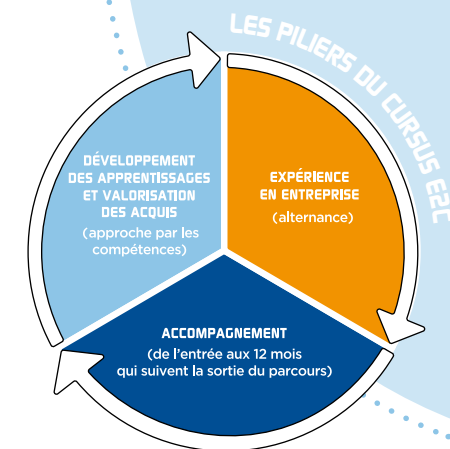 LES PILIERS DU CURSUS E2C
DÉVELOPPEMENT
DES APPRENTISSAGES
ET VALORISATION
DES ACQUIS
(approche par les
compétences)
EXPÉRIENCE
EN ENTREPRISE
(alternance)
ACCOMPAGNEMENT
(de l'entrée aux 12 mois
qui suivent la sortie du parcours)